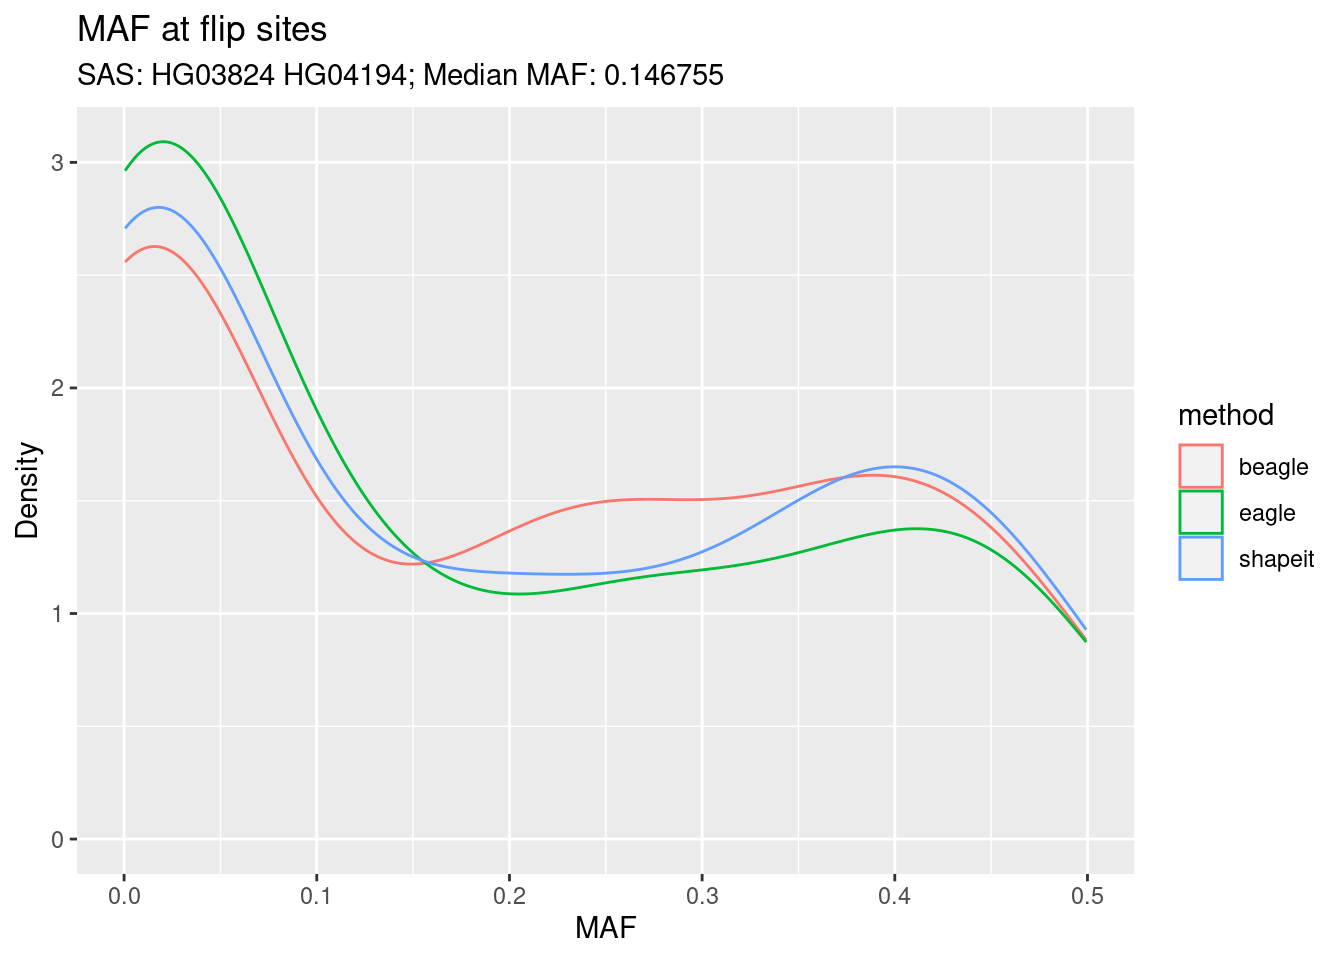 MAF at flip sites
SAS: HG03824 HG04194; Median MAF: 0.146755
Density
3
2
1
0
0.0 0.1 0.2 0.3 0.4 0.5
MAF
method
beagle
eagle
shapeit